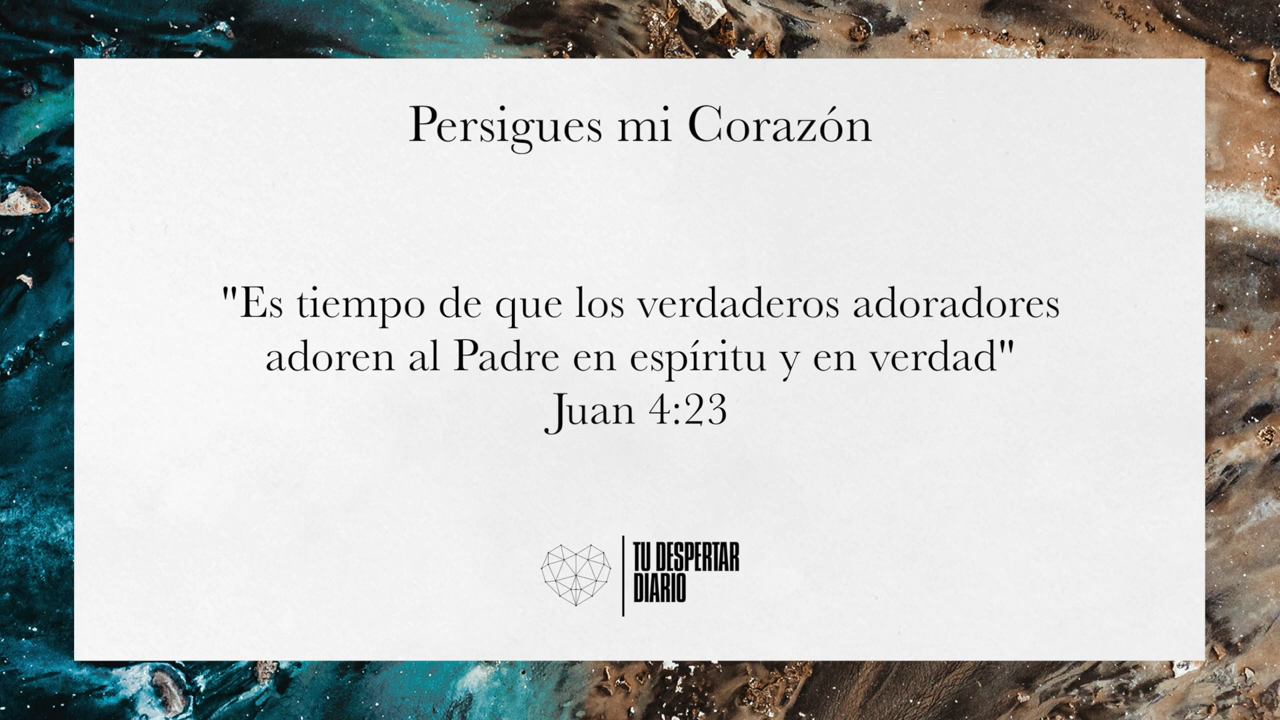 Persigues mi Corazón
"Es tiempo de que los verdaderos adoradores
adoren al Padre en espíritu y en verdad"
Juan 4:23
TU DESPERTAR
DIARIO